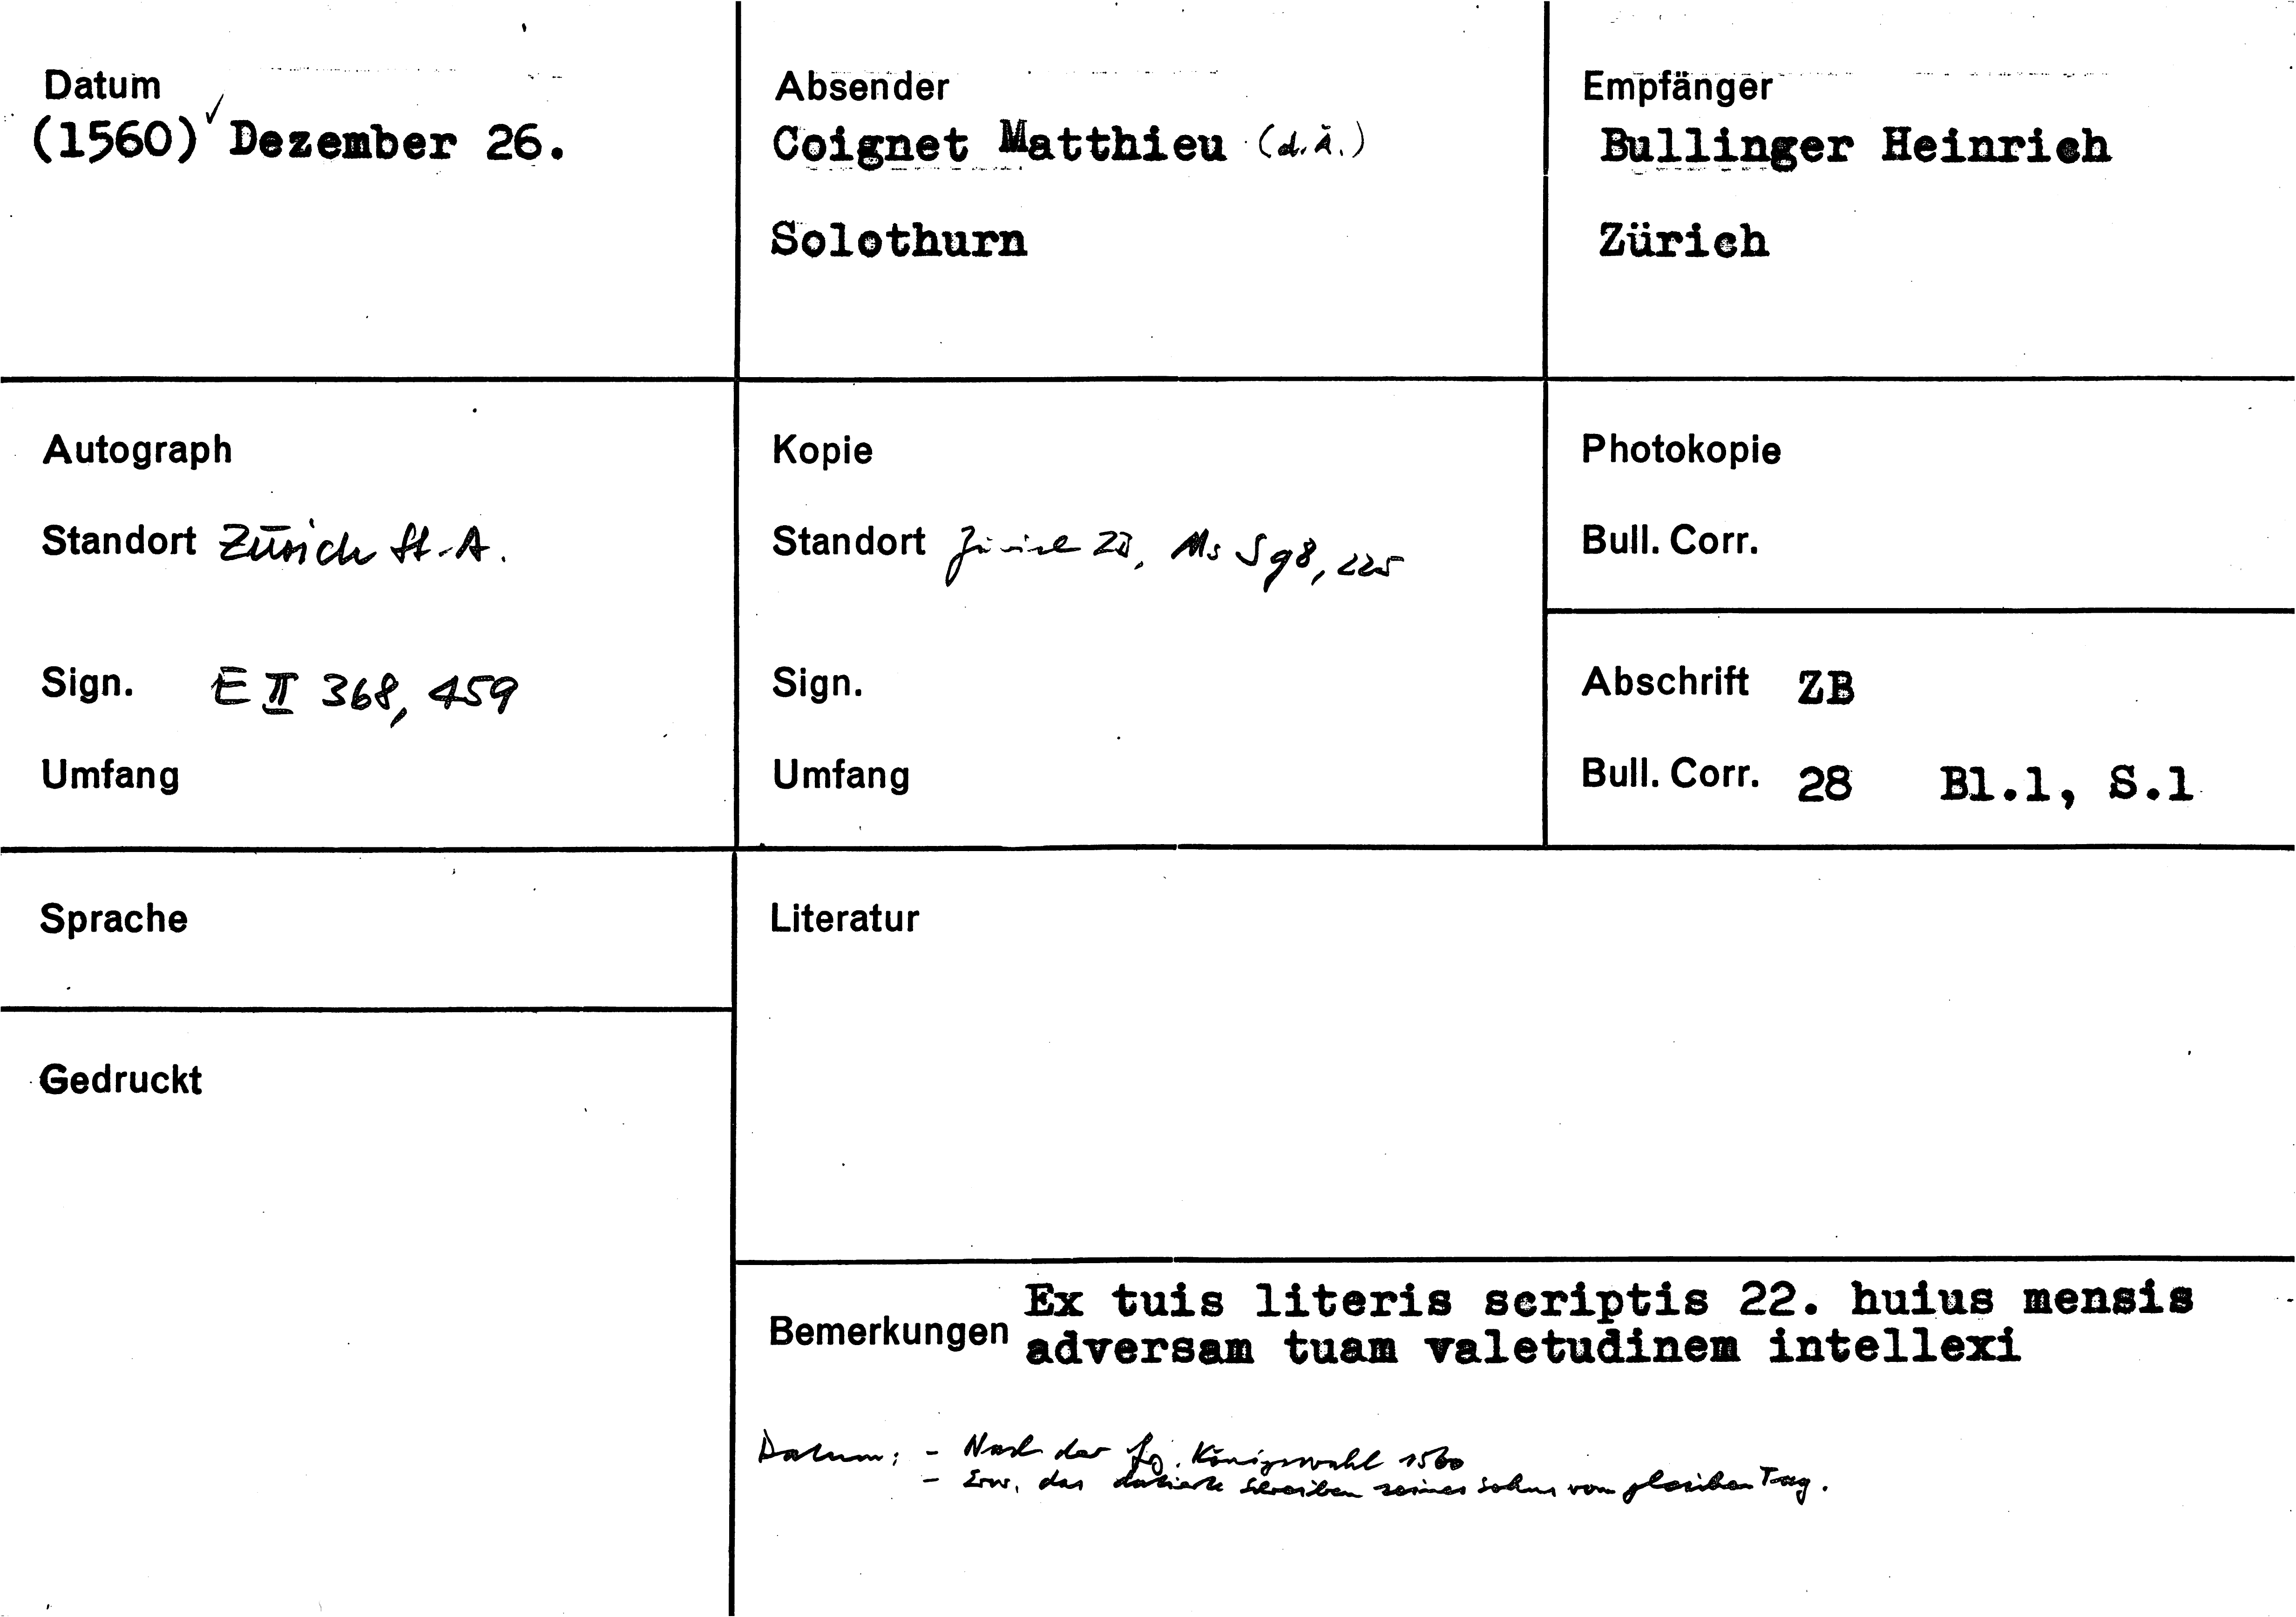 Datum
(1560) Dezember 26.
Absender
Coignet Matthieu (d.Ä.)
Solothurn
Empfänger
Bullinger Heinrich
Zürich
Autograph
Standort Zürich St-A.
Sign. E II 368, 459
Umfang
Kopie
Standort Zürich ZB, Ms S 98, 225
Sign.
Umfang
Photokopie
Bull. Corr.
Abschrift ZB
Bull. Corr. 28 Bl.1, S.1
Sprache
Gedruckt
Literatur
Bemerkungen
Ex tuis literis scriptis 22. huius mensis
adversam tuam valetudinem intellexi
Datum: - Nach der Königswahl 1560
- Erw. das datierte Schreiben seines Sohns vom gleichen Tag.